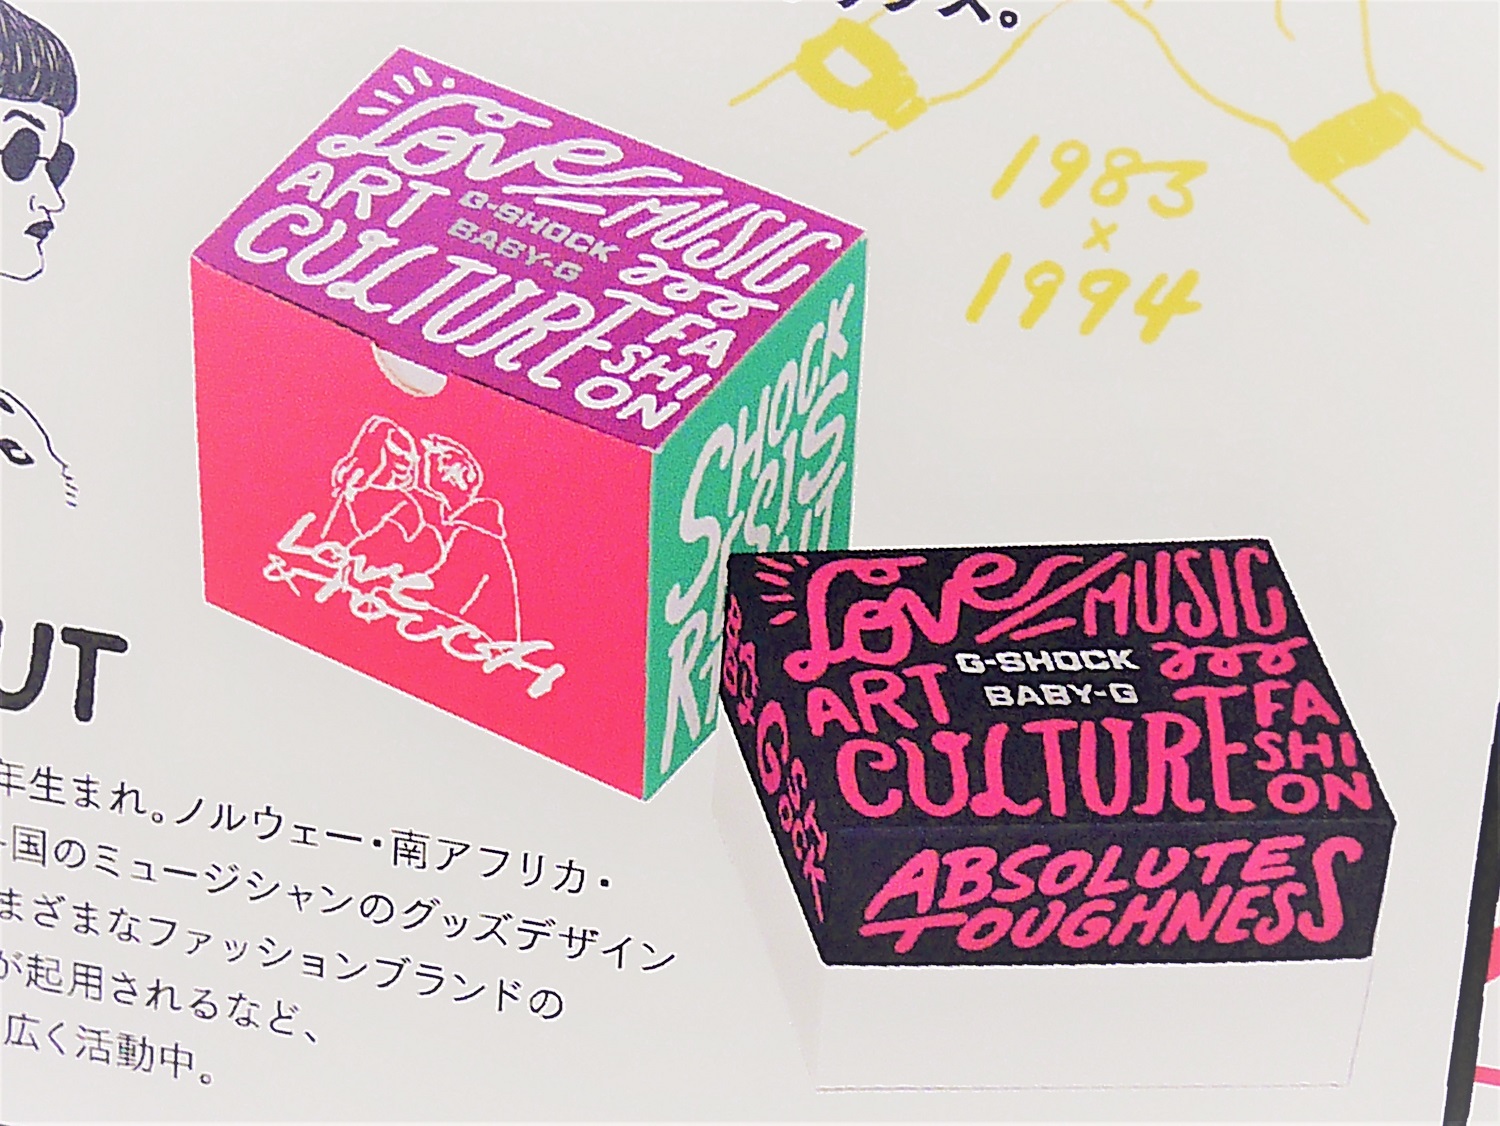 ス。
1983
×
1994
Love MUSIC
ART G-SHOCK
BABY-G
CULTURE FA
SHI
ON
LOVE
& TOUGH
SHOCK
Love MUSIC
ART G-SHOCK
BABY-G
CULTURE FA
SHI
ON
ABSOLUTE
TOUGHNESS
UT
年生まれ。ノルウェー・南アフリカ・
国のミュージシャンのグッズデザイン
まざまなファッションブランドの
が起用されるなど、
広く活動中。